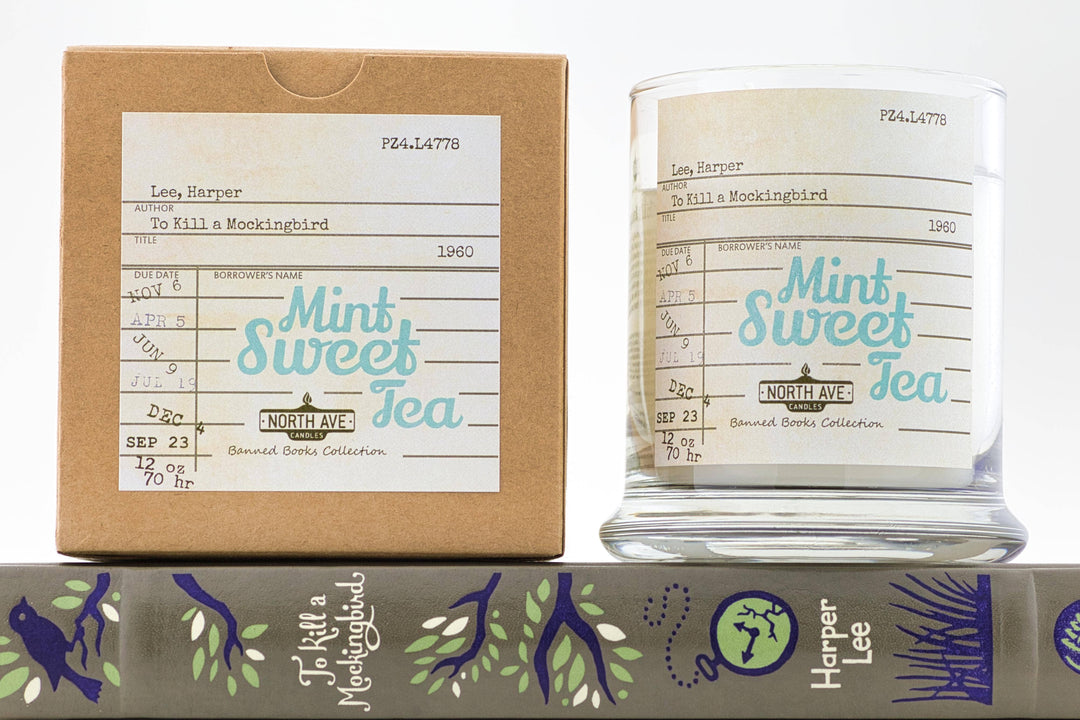 PZ4.L4778
Lee, Harper
AUTHOR
To Kill a Mockingbird
TITLE
1960
DUE DATE
BORROWER'S NAME
NOV 6
APR 5
JUN 9
JUL 19
DEC 4
SEP 23
12 oz
70 hr
Mint
Sweet
Tea
NORTH AVE
CANDLES
Banned Books Collection
PZ4.L4778
Lee, Harper
AUTHOR
To Kill a Mockingbird
TITLE
1960
DUE DATE
BORROWER'S NAME
NOV 6
APR 5
JUN 9
JUL 19
DEC 4
SEP 23
12 oz
70 hr
Mint
Sweet
Tea
NORTH AVE
CANDLES
Banned Books Collection
To Kill a
Mockingbird
Harper
Lee